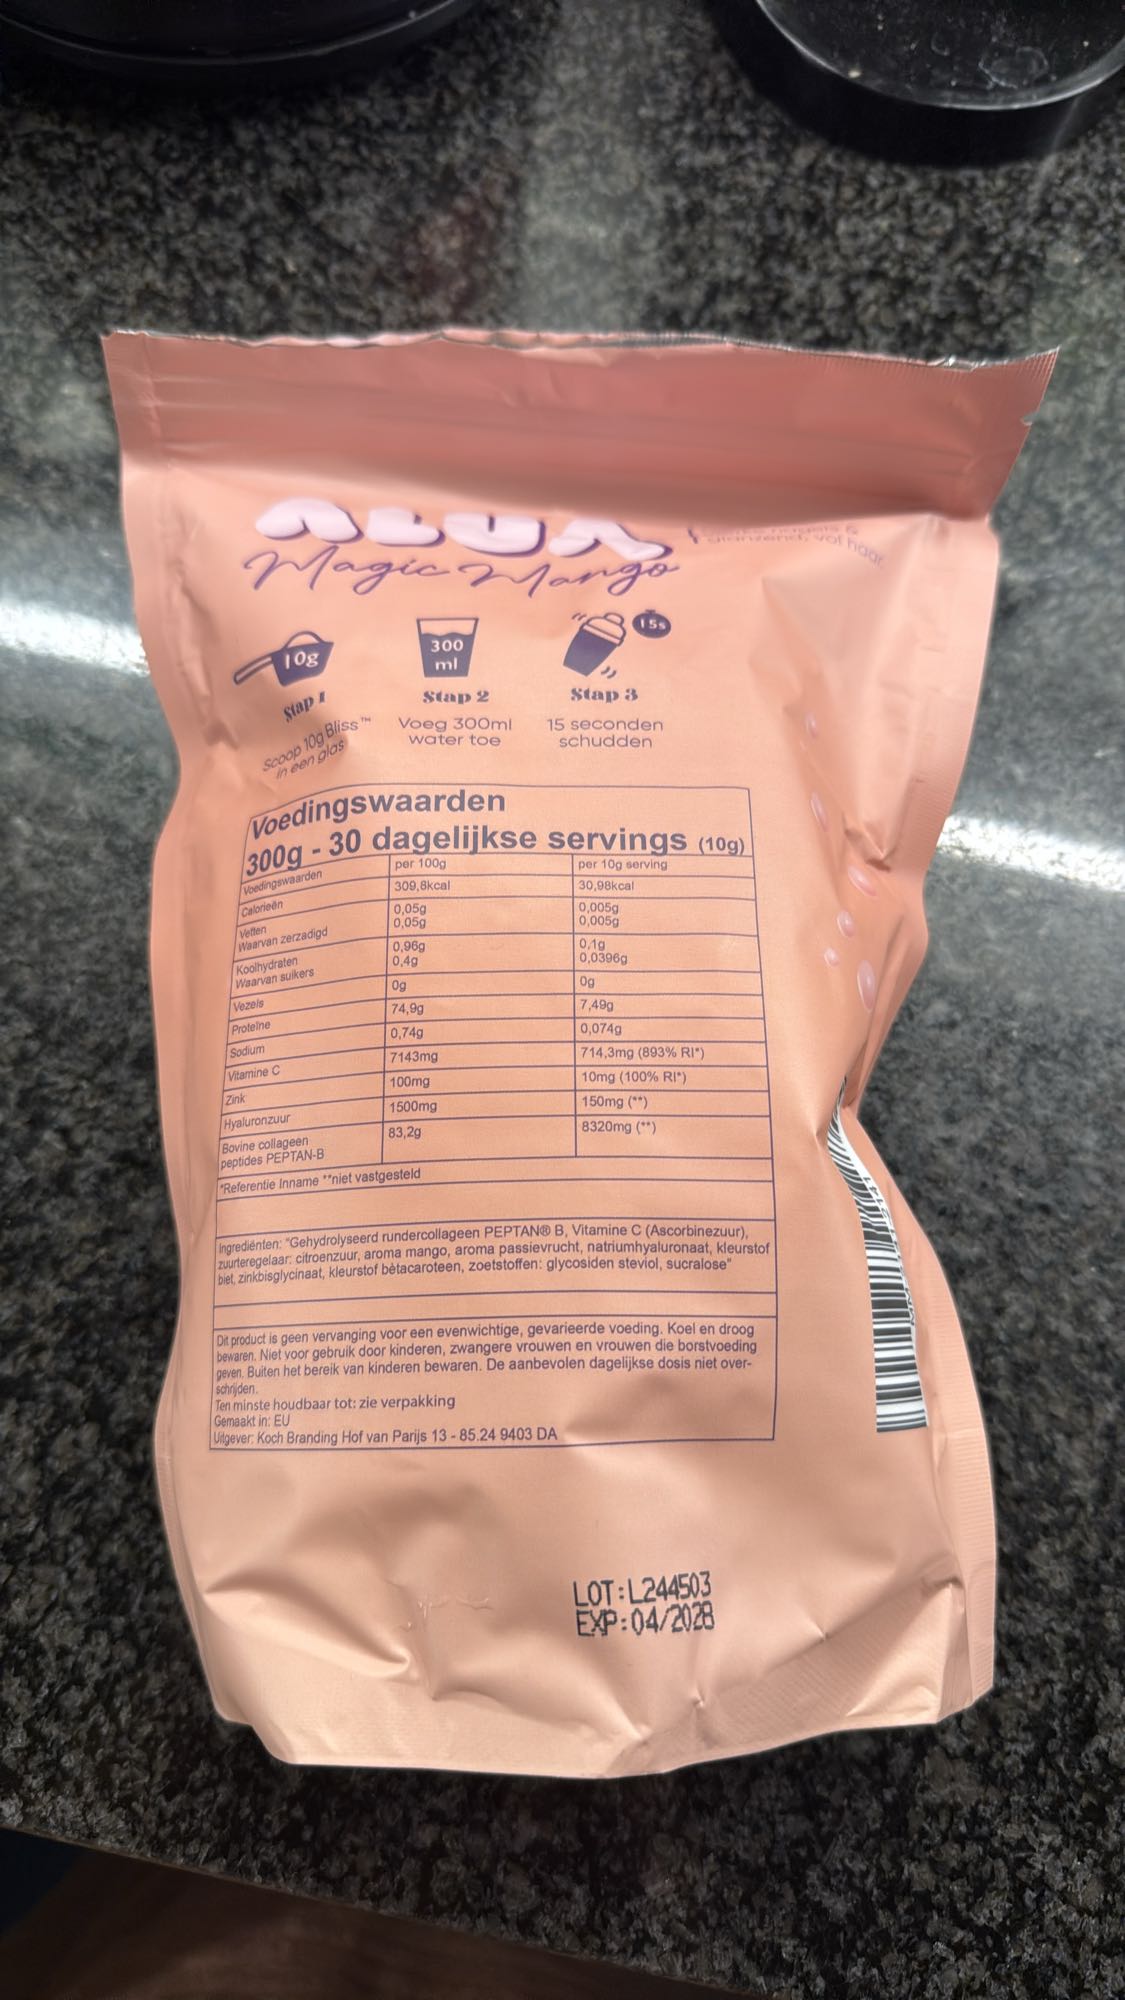 Magic Mango
glanzend, vol haar.
10g
300
ml
15s
Stap 1
Stap 2
Stap 3
Scoop 10g Bliss™
in een glas
Voeg 300ml
water toe
15 seconden
schudden
Voedingswaarden
300g - 30 dagelijkse servings (10g)
Voedingswaarden per 100g per 10g serving
Calorieën 309,8kcal 30,98kcal
Vetten 0,05g 0,005g
Waarvan zerzadigd 0,05g 0,005g
Koolhydraten 0,96g 0,1g
Waarvan suikers 0,4g 0,0396g
Vezels 0g 0g
Proteïne 74,9g 7,49g
Sodium 0,74g 0,074g
Vitamine C 7143mg 714,3mg (893% RI*)
Zink 100mg 10mg (100% RI*)
Hyaluronzuur 1500mg 150mg (**)
Bovine collageen 83,2g 8320mg (**)
peptides PEPTAN-B
*Referentie Inname **niet vastgesteld
Ingrediënten: "Gehydrolyseerd rundercollageen PEPTAN® B, Vitamine C (Ascorbinezuur),
zuurteregelaar: citroenzuur, aroma mango, aroma passievrucht, natriumhyaluronaat, kleurstof
biet, zinkbisglycinaat, kleurstof bètacaroteen, zoetstoffen: glycosiden steviol, sucralose"
Dit product is geen vervanging voor een evenwichtige, gevarieerde voeding. Koel en droog
bewaren. Niet voor gebruik door kinderen, zwangere vrouwen en vrouwen die borstvoeding
geven. Buiten het bereik van kinderen bewaren. De aanbevolen dagelijkse dosis niet over-
schrijden.
Ten minste houdbaar tot: zie verpakking
Gemaakt in: EU
Uitgever: Koch Branding Hof van Parijs 13 - 85.24 9403 DA
LOT:L244503
EXP:04/2028